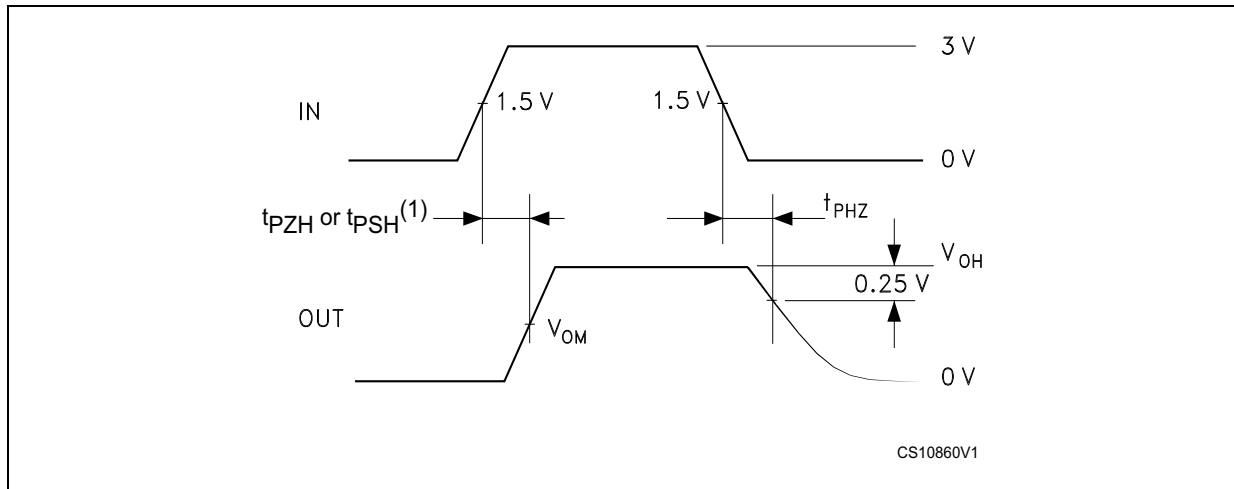 3 V
IN
1.5 V
1.5 V
0 V
tPZH or tPSH(1)
tPHZ
VOH
0.25 V
OUT
VOM
0 V
CS10860V1